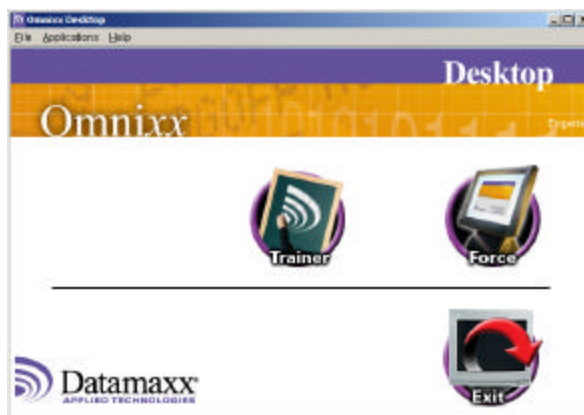 Omnixx Desktop
File Applications Help
Desktop
Omnixx
Trainer
Force
Datamaxx
APPLIED TECHNOLOGIES
Exit